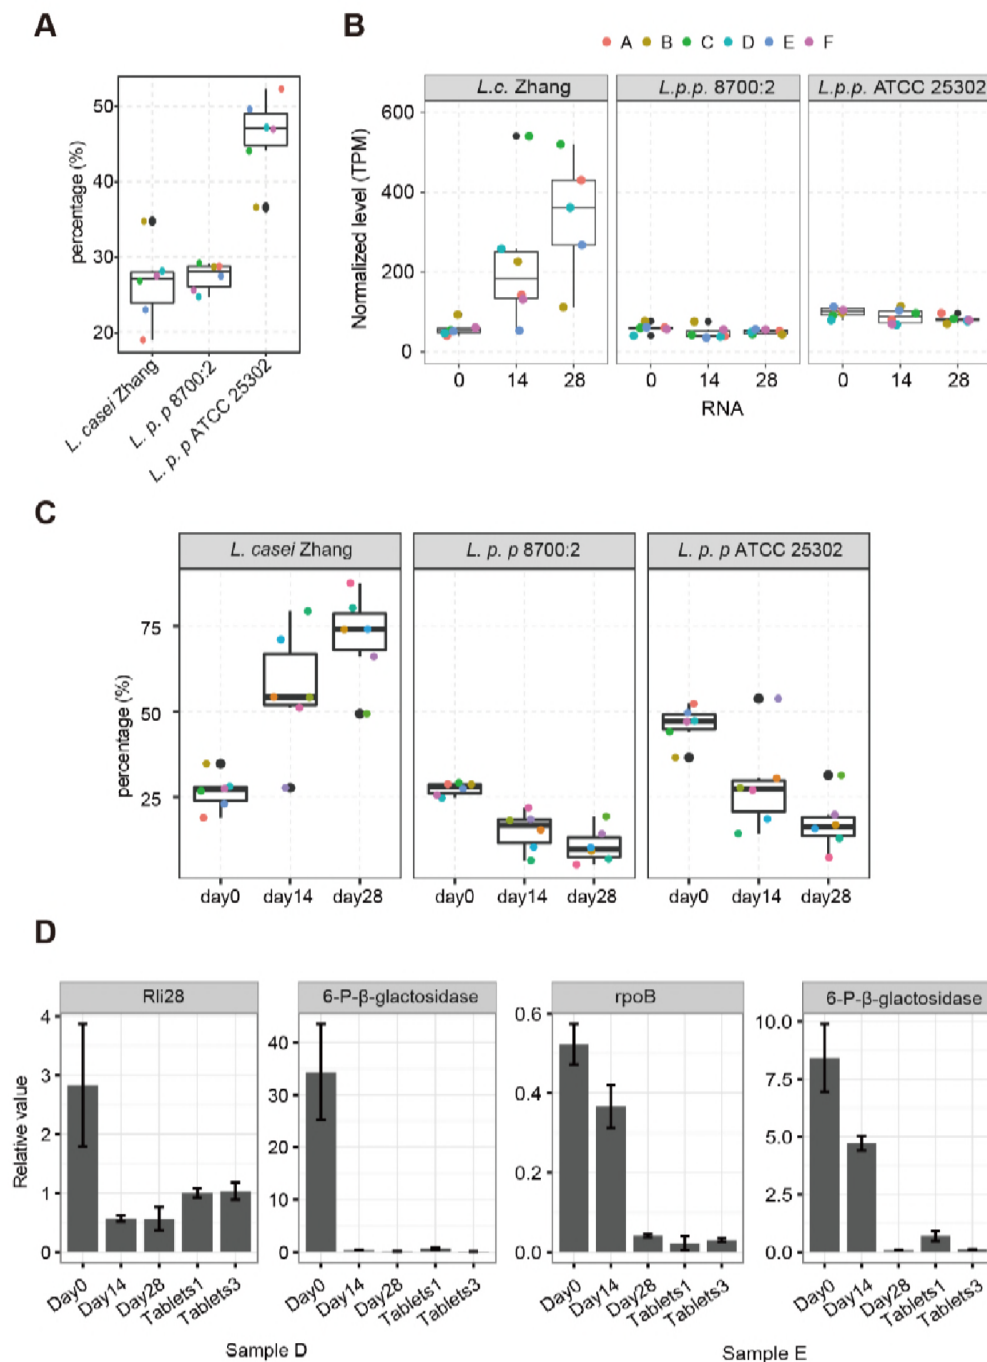 A
percentage (%)
50
40
30
20
L. casei Zhang
L. p. p 8700:2
L. p. p ATCC 25302
B
A B C D E F
L.c. Zhang
L.p.p. 8700:2
L.p.p. ATCC 25302
Normalized level (TPM)
600
400
200
0
0 14 28
0 14 28
0 14 28
RNA
C
L. casei Zhang
L. p. p 8700:2
L. p. p ATCC 25302
percentage (%)
75
50
25
day0 day14 day28
day0 day14 day28
day0 day14 day28
D
Relative value
Rli28
4
3
2
1
0
Day0 Day14 Day28 Tablets1 Tablets3
6-P-β-glactosidase
40
30
20
10
0
Day0 Day14 Day28 Tablets1 Tablets3
Sample D
rpoB
0.6
0.4
0.2
0.0
Day0 Day14 Day28 Tablets1 Tablets3
6-P-β-glactosidase
10.0
7.5
5.0
2.5
0.0
Day0 Day14 Day28 Tablets1 Tablets3
Sample E